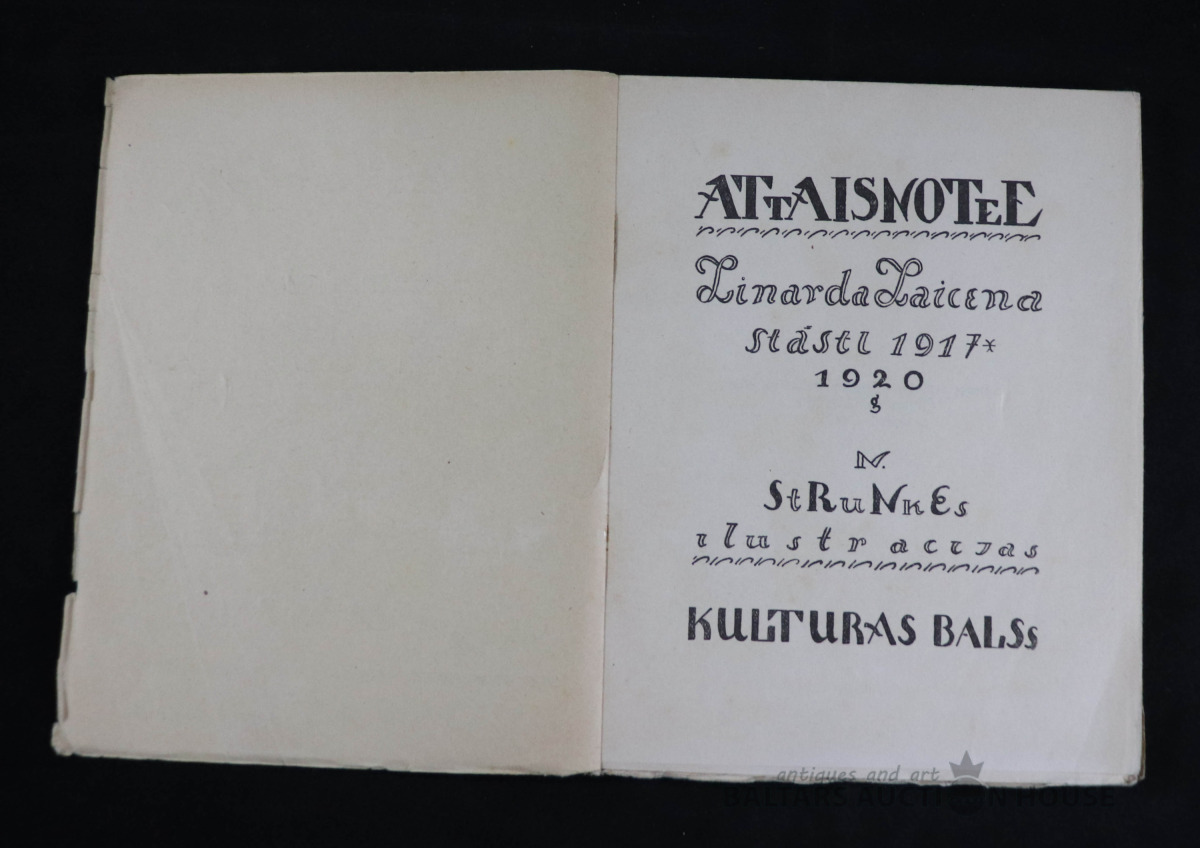 ATTAISNOTEE
Linarda Laicena
stāsti 1917*
1920
g
N.
StRuNKEs
ilustracijas
KULTURAS BALSs
antiques and art
BALTARS AUCTION HOUSE